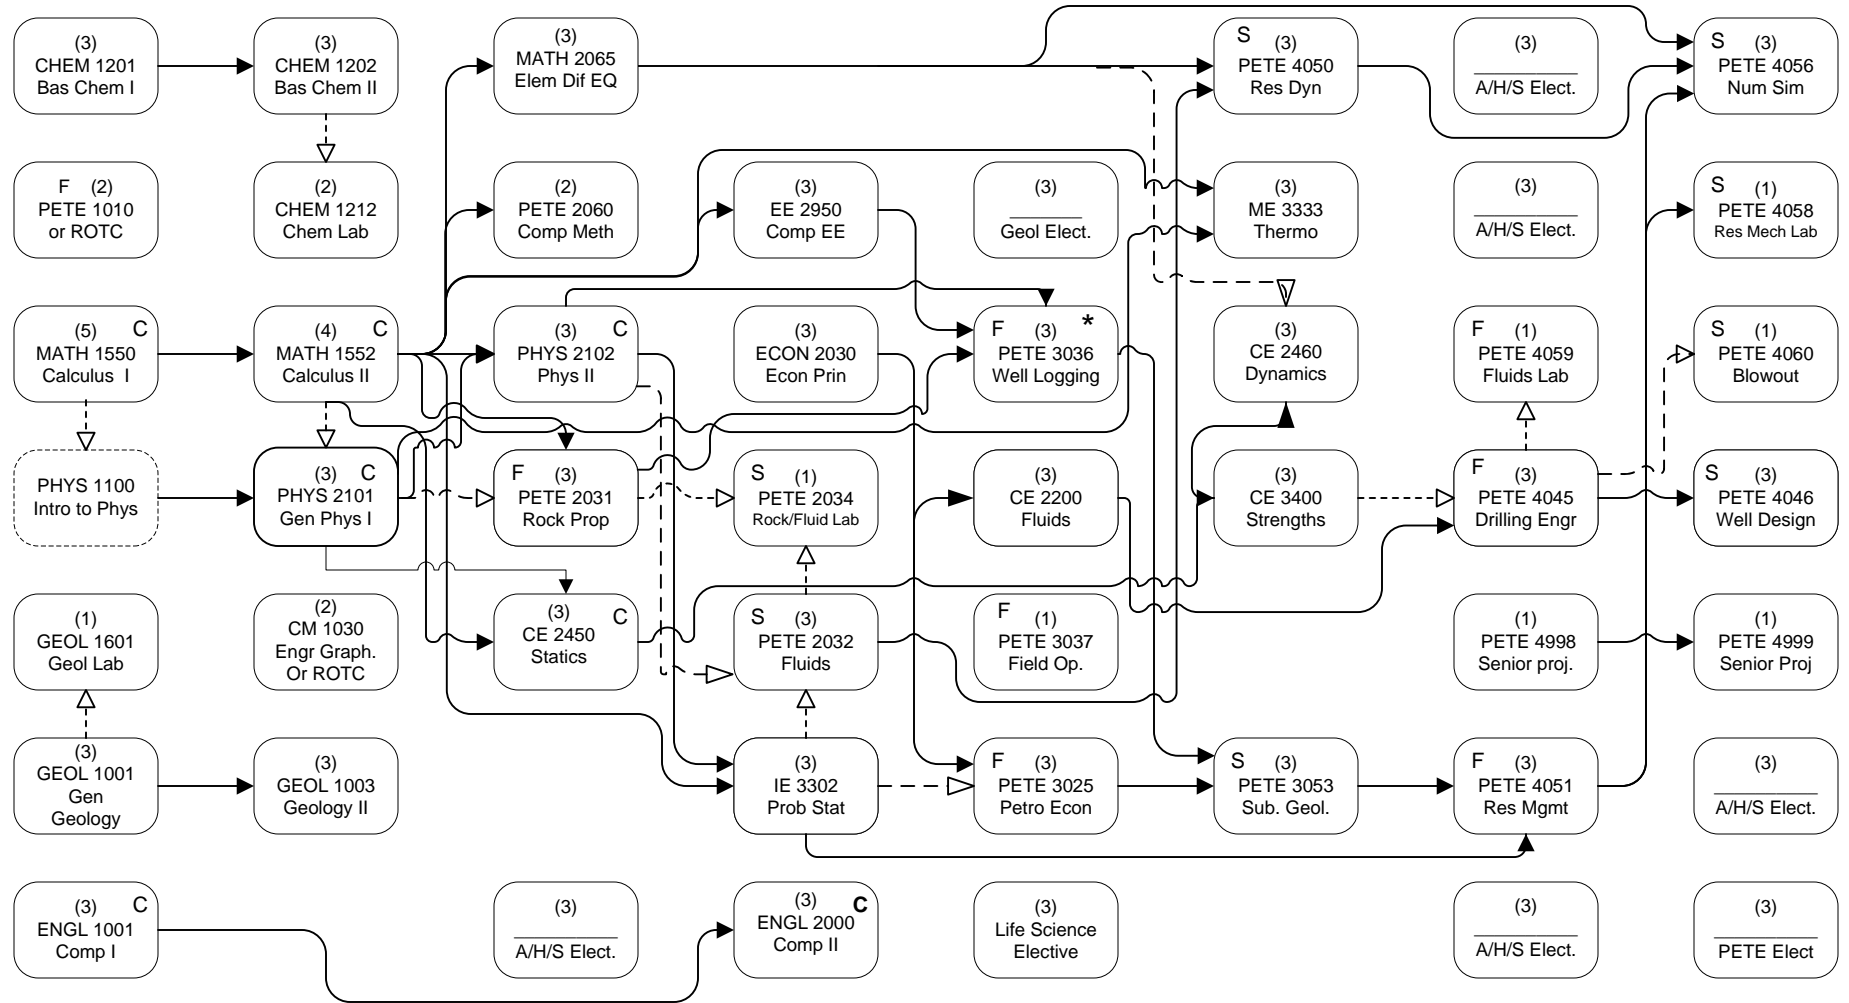 (3)
CHEM 1201
Bas Chem I
(3)
CHEM 1202
Bas Chem II
(3)
MATH 2065
Elem Dif EQ
S (3)
PETE 4050
Res Dyn
(3)
A/H/S Elect.
S (3)
PETE 4056
Num Sim
F (2)
PETE 1010
or ROTC
(2)
CHEM 1212
Chem Lab
(2)
PETE 2060
Comp Meth
(3)
EE 2950
Comp EE
(3)
Geol Elect.
(3)
ME 3333
Thermo
(3)
A/H/S Elect.
S (1)
PETE 4058
Res Mech Lab
(5) C
MATH 1550
Calculus I
(4) C
MATH 1552
Calculus II
(3) C
PHYS 2102
Phys II
(3)
ECON 2030
Econ Prin
F (3) *
PETE 3036
Well Logging
(3)
CE 2460
Dynamics
F (1)
PETE 4059
Fluids Lab
S (1)
PETE 4060
Blowout
PHYS 1100
Intro to Phys
(3) C
PHYS 2101
Gen Phys I
F (3)
PETE 2031
Rock Prop
S (1)
PETE 2034
Rock/Fluid Lab
(3)
CE 2200
Fluids
(3)
CE 3400
Strengths
F (3)
PETE 4045
Drilling Engr
S (3)
PETE 4046
Well Design
(1)
GEOL 1601
Geol Lab
(2)
CM 1030
Engr Graph.
Or ROTC
(3) C
CE 2450
Statics
S (3)
PETE 2032
Fluids
F (1)
PETE 3037
Field Op.
(1)
PETE 4998
Senior proj.
(1)
PETE 4999
Senior Proj
(3)
GEOL 1001
Gen
Geology
(3)
GEOL 1003
Geology II
(3)
IE 3302
Prob Stat
F (3)
PETE 3025
Petro Econ
S (3)
PETE 3053
Sub. Geol.
F (3)
PETE 4051
Res Mgmt
(3)
A/H/S Elect.
(3) C
ENGL 1001
Comp I
(3)
A/H/S Elect.
(3) C
ENGL 2000
Comp II
(3)
Life Science
Elective
(3)
A/H/S Elect.
(3)
PETE Elect